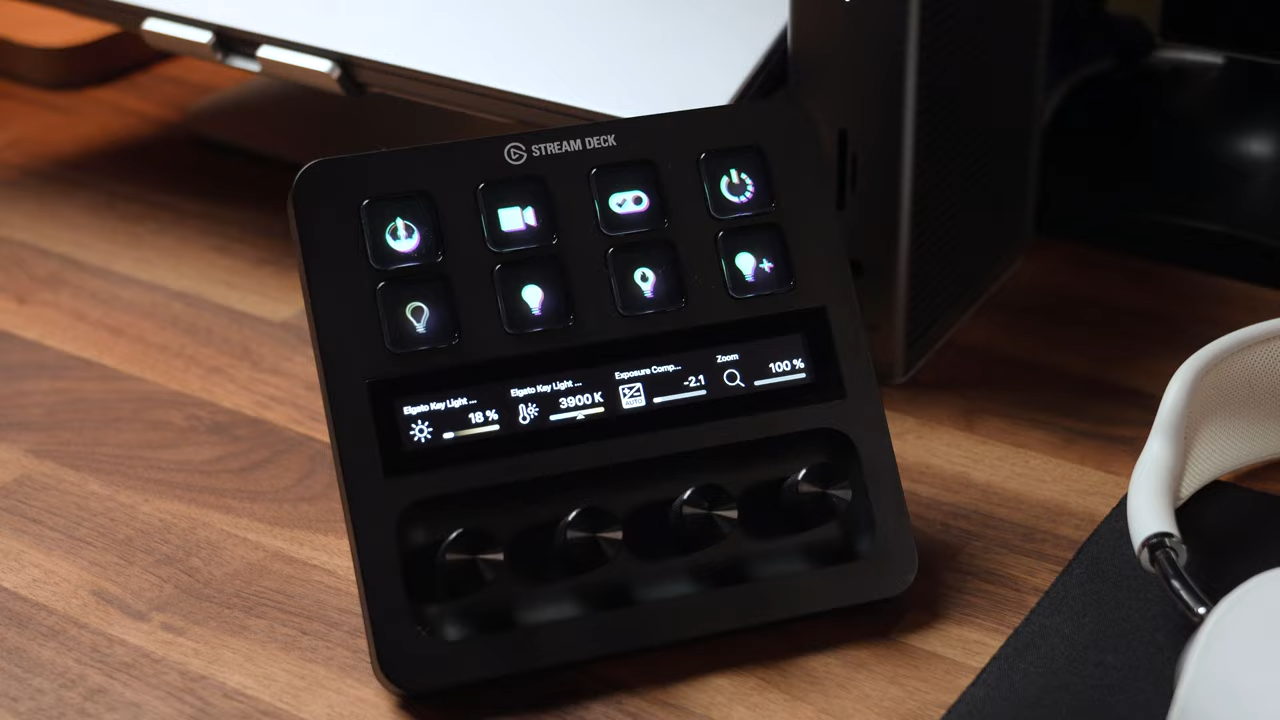 STREAM DECK
Elgato Key Light ...
18 %
Elgato Key Light ...
3900 K
Exposure Comp...
-2.1
AUTO
Zoom
100 %